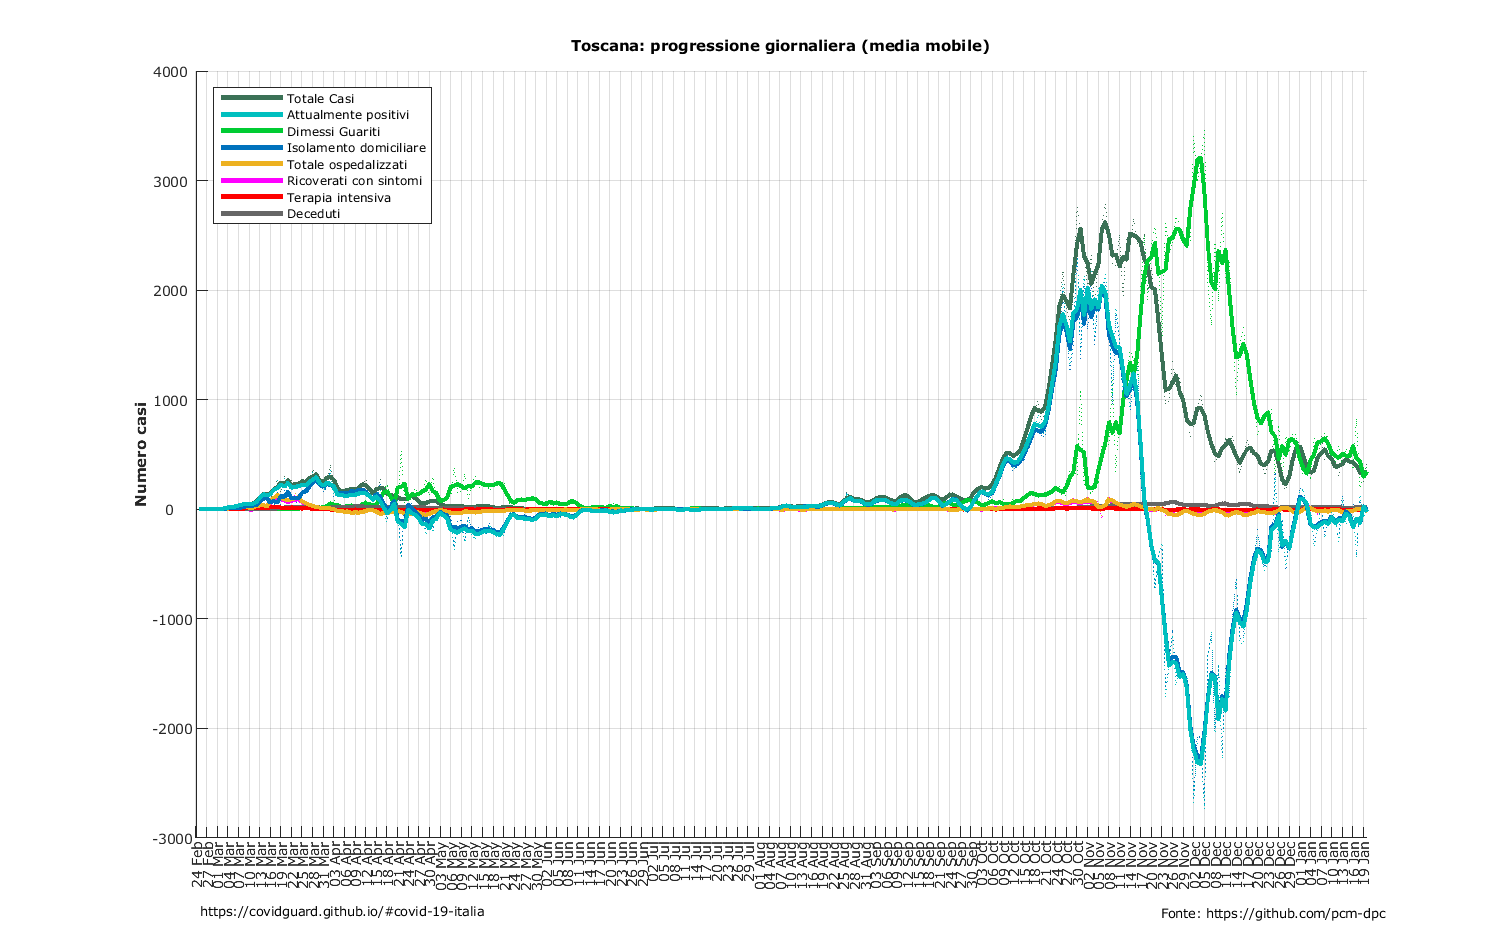 Toscana: progressione giornaliera (media mobile)
4000
3000
2000
1000
0
-1000
-2000
-3000
Numero casi
Totale Casi
Attualmente positivi
Dimessi Guariti
Isolamento domiciliare
Totale ospedalizzati
Ricoverati con sintomi
Terapia intensiva
Deceduti
24 Feb
27 Feb
01 Mar
04 Mar
07 Mar
10 Mar
13 Mar
16 Mar
19 Mar
22 Mar
25 Mar
28 Mar
31 Mar
03 Apr
06 Apr
09 Apr
12 Apr
15 Apr
18 Apr
21 Apr
24 Apr
27 Apr
30 Apr
03 May
06 May
09 May
12 May
15 May
18 May
21 May
24 May
27 May
30 May
02 Jun
05 Jun
08 Jun
11 Jun
14 Jun
17 Jun
20 Jun
23 Jun
26 Jun
29 Jun
02 Jul
05 Jul
08 Jul
11 Jul
14 Jul
17 Jul
20 Jul
23 Jul
26 Jul
29 Jul
01 Aug
04 Aug
07 Aug
10 Aug
13 Aug
16 Aug
19 Aug
22 Aug
25 Aug
28 Aug
31 Aug
03 Sep
06 Sep
09 Sep
12 Sep
15 Sep
18 Sep
21 Sep
24 Sep
27 Sep
30 Sep
03 Oct
06 Oct
09 Oct
12 Oct
15 Oct
18 Oct
21 Oct
24 Oct
27 Oct
30 Oct
02 Nov
05 Nov
08 Nov
11 Nov
14 Nov
17 Nov
20 Nov
23 Nov
26 Nov
29 Nov
02 Dec
05 Dec
08 Dec
11 Dec
14 Dec
17 Dec
20 Dec
23 Dec
26 Dec
29 Dec
01 Jan
04 Jan
07 Jan
10 Jan
13 Jan
16 Jan
19 Jan
https://covidguard.github.io/#covid-19-italia
Fonte: https://github.com/pcm-dpc